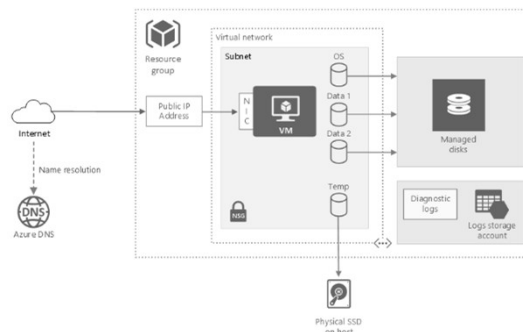 Resource
group
Virtual network
Subnet
OS
Data 1
Data 2
Temp
Public IP
Address
N
I
C
VM
NSG
Internet
Name resolution
DNS
Azure DNS
Managed
disks
Diagnostic
logs
Logs storage
account
Physical SSD
on host